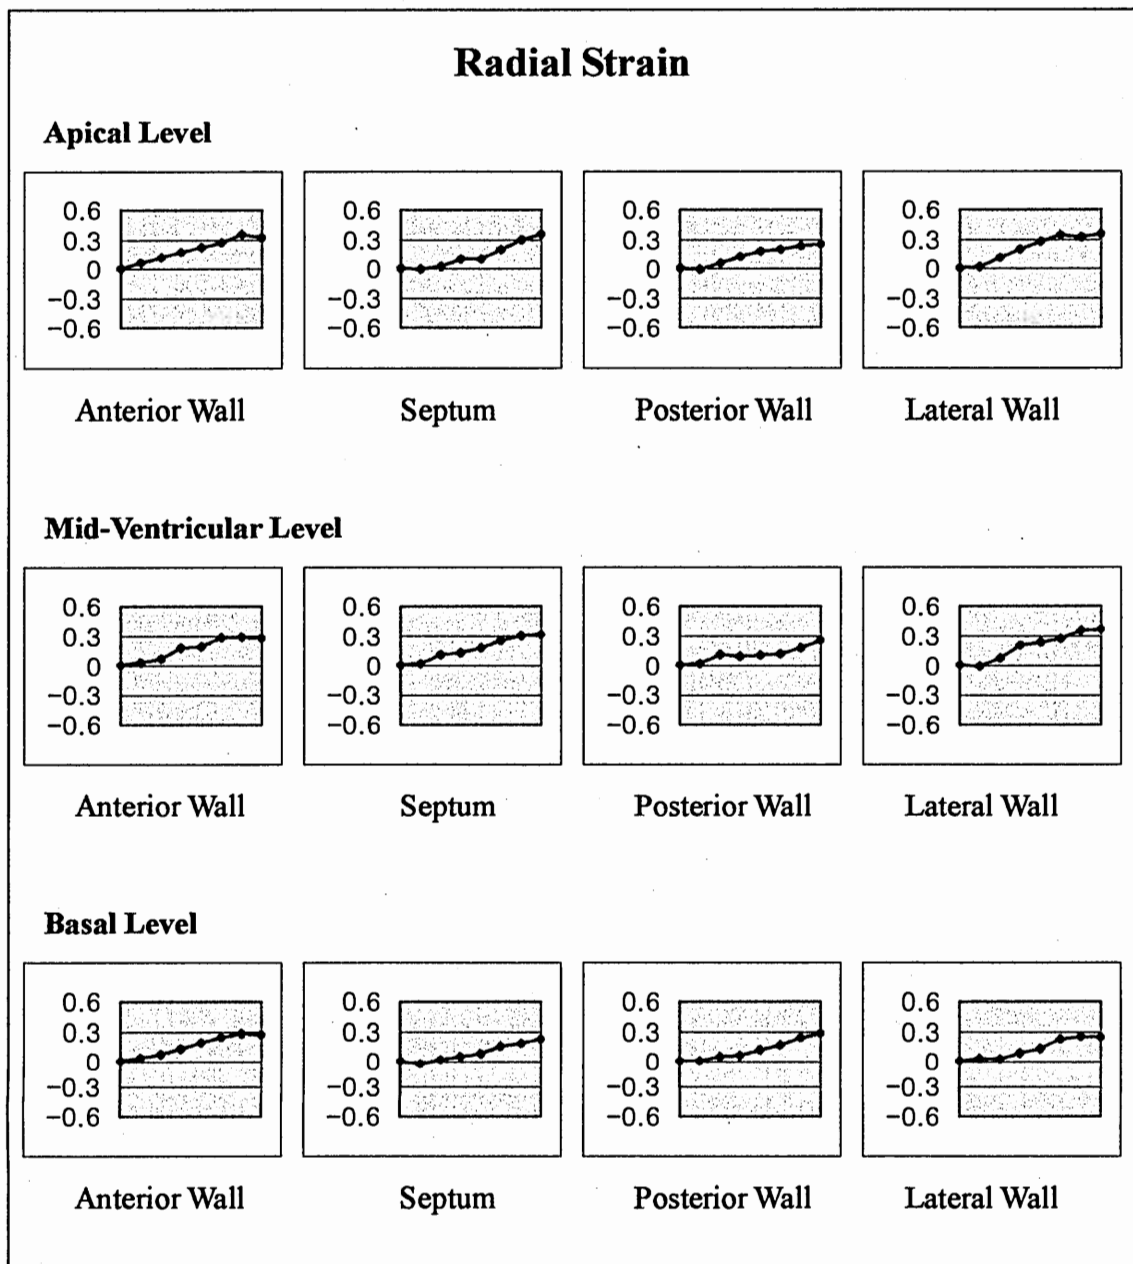 Radial Strain
Apical Level
0.6 0.6 0.6 0.6
0.3 0.3 0.3 0.3
0 0 0 0
−0.3 −0.3 −0.3 −0.3
−0.6 −0.6 −0.6 −0.6
Anterior Wall Septum Posterior Wall Lateral Wall
Mid-Ventricular Level
0.6 0.6 0.6 0.6
0.3 0.3 0.3 0.3
0 0 0 0
−0.3 −0.3 −0.3 −0.3
−0.6 −0.6 −0.6 −0.6
Anterior Wall Septum Posterior Wall Lateral Wall
Basal Level
0.6 0.6 0.6 0.6
0.3 0.3 0.3 0.3
0 0 0 0
−0.3 −0.3 −0.3 −0.3
−0.6 −0.6 −0.6 −0.6
Anterior Wall Septum Posterior Wall Lateral Wall